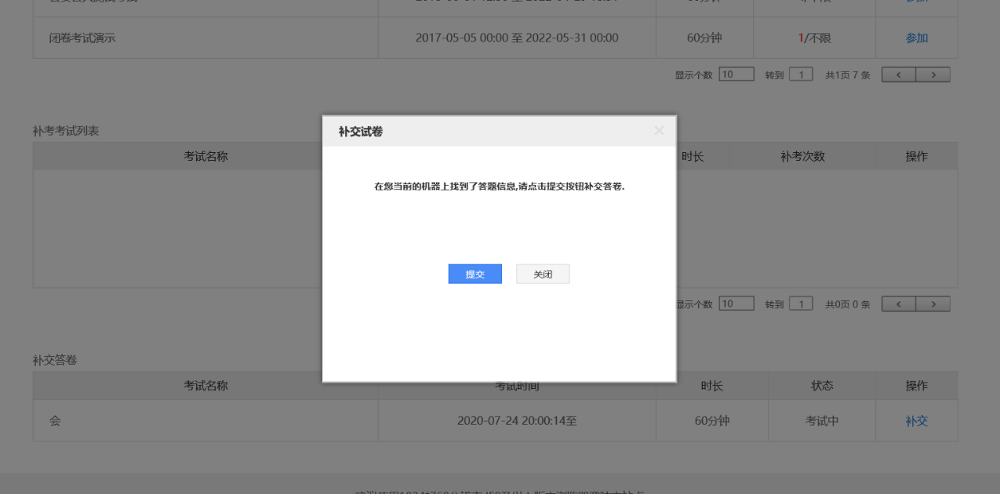 闭卷考试演示 2017-05-05 00:00 至 2022-05-31 00:00 60分钟 1/不限 参加
显示个数 10 转到 1 共1页 7 条 < >
补考考试列表
考试名称 时长 补考次数 操作
补交试卷 ×
在您当前的机器上找到了答题信息,请点击提交按钮补交答卷.
提交 关闭
显示个数 10 转到 1 共0页 0 条 < >
补交答卷
考试名称 考试时间 时长 状态 操作
会 2020-07-24 20:00:14至 60分钟 考试中 补交